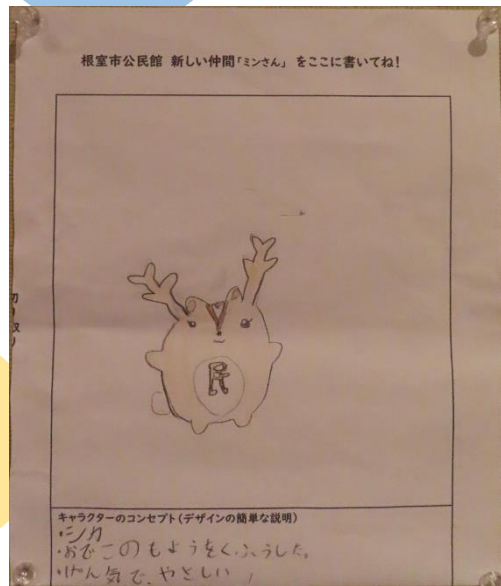 根室市公民館 新しい仲間「ミンさん」 をここに書いてね!
民
キャラクターのコンセプト(デザインの簡単な説明)
・シカ
・おでこのもようをくふうした。
・げん気で、やさしい